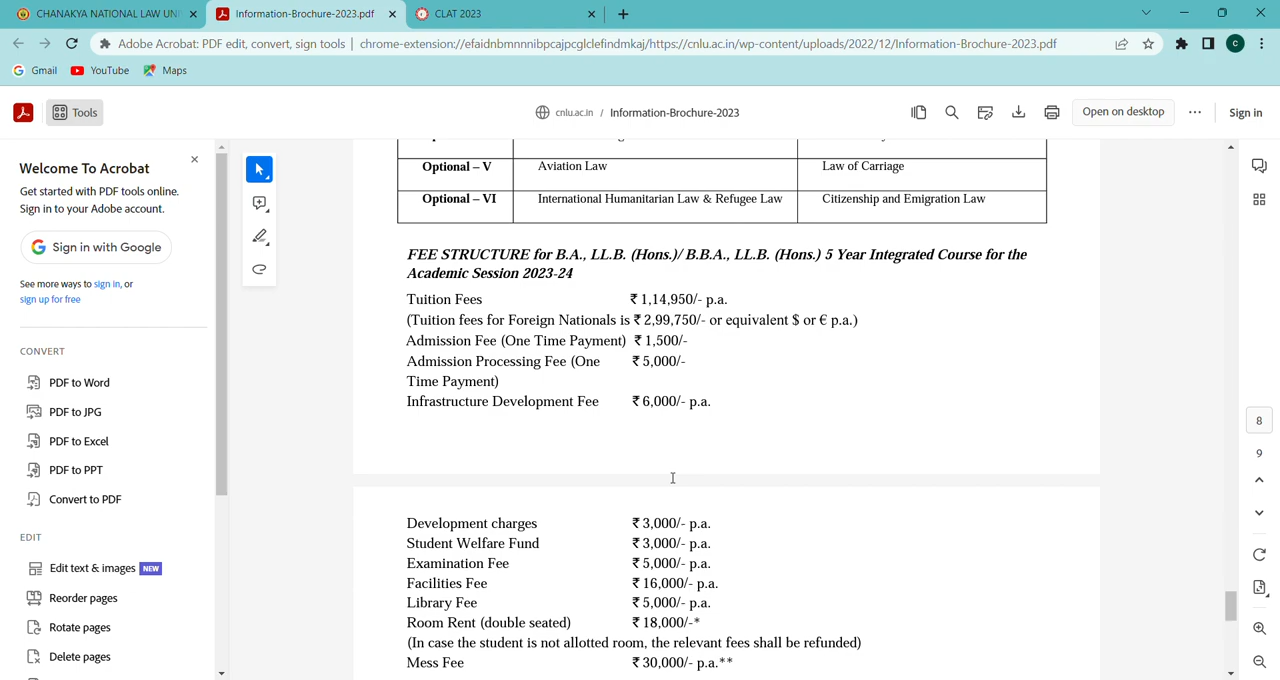 CHANAKYA NATIONAL LAW UNI
Information-Brochure-2023.pdf
CLAT 2023
Adobe Acrobat: PDF edit, convert, sign tools | chrome-extension://efaidnbmnnnibpcajpcglclefindmkaj/https://cnlu.ac.in/wp-content/uploads/2022/12/Information-Brochure-2023.pdf
C
Gmail YouTube Maps
Tools
cnlu.ac.in / Information-Brochure-2023
Open on desktop
Sign in
Welcome To Acrobat
Get started with PDF tools online.
Sign in to your Adobe account.
Sign in with Google
See more ways to sign in, or
sign up for free
CONVERT
PDF to Word
PDF to JPG
PDF to Excel
PDF to PPT
Convert to PDF
EDIT
Edit text & images NEW
Reorder pages
Rotate pages
Delete pages
Optional – V Aviation Law Law of Carriage
Optional – VI International Humanitarian Law & Refugee Law Citizenship and Emigration Law
FEE STRUCTURE for B.A., LL.B. (Hons.)/ B.B.A., LL.B. (Hons.) 5 Year Integrated Course for the
Academic Session 2023-24
Tuition Fees ₹ 1,14,950/- p.a.
(Tuition fees for Foreign Nationals is ₹ 2,99,750/- or equivalent $ or € p.a.)
Admission Fee (One Time Payment) ₹ 1,500/-
Admission Processing Fee (One ₹ 5,000/-
Time Payment)
Infrastructure Development Fee ₹ 6,000/- p.a.
Development charges ₹ 3,000/- p.a.
Student Welfare Fund ₹ 3,000/- p.a.
Examination Fee ₹ 5,000/- p.a.
Facilities Fee ₹ 16,000/- p.a.
Library Fee ₹ 5,000/- p.a.
Room Rent (double seated) ₹ 18,000/-*
(In case the student is not allotted room, the relevant fees shall be refunded)
Mess Fee ₹ 30,000/- p.a.**
8
9